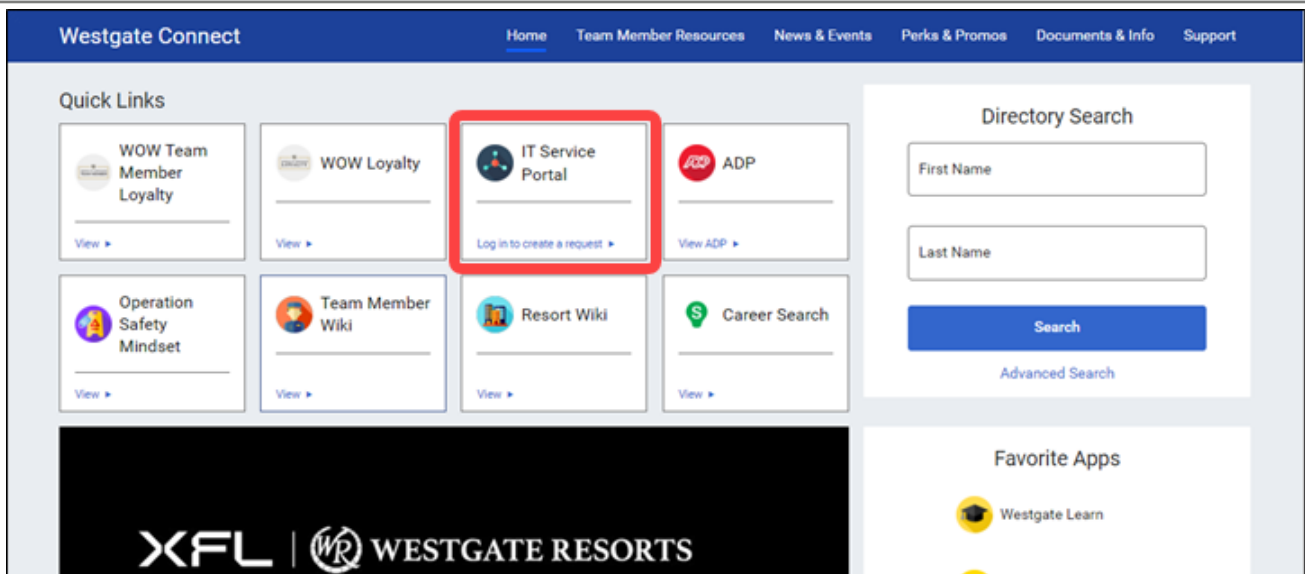 Westgate Connect
Home Team Member Resources News & Events Perks & Promos Documents & Info Support
Quick Links
WOW Team
Member
Loyalty
View ▸
WOW Loyalty
View ▸
IT Service
Portal
Log in to create a request ▸
ADP
View ADP ▸
Operation
Safety
Mindset
View ▸
Team Member
Wiki
View ▸
Resort Wiki
View ▸
S
Career Search
View ▸
Directory Search
First Name
Last Name
Search
Advanced Search
XFL | WR WESTGATE RESORTS
Favorite Apps
Westgate Learn